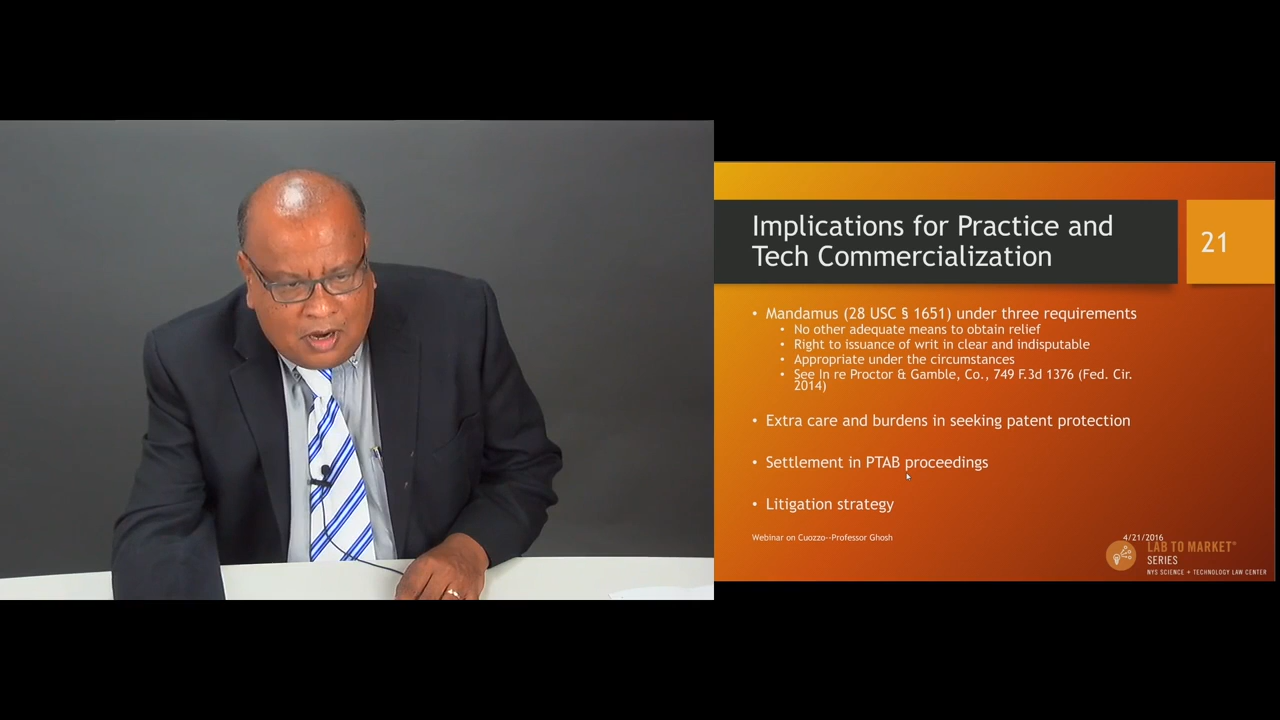 Implications for Practice and
Tech Commercialization
21
• Mandamus (28 USC § 1651) under three requirements
• No other adequate means to obtain relief
• Right to issuance of writ in clear and indisputable
• Appropriate under the circumstances
• See In re Proctor & Gamble, Co., 749 F.3d 1376 (Fed. Cir.
2014)
• Extra care and burdens in seeking patent protection
• Settlement in PTAB proceedings
• Litigation strategy
Webinar on Cuozzo--Professor Ghosh
4/21/2016
LAB TO MARKET®
SERIES
NYS SCIENCE + TECHNOLOGY LAW CENTER